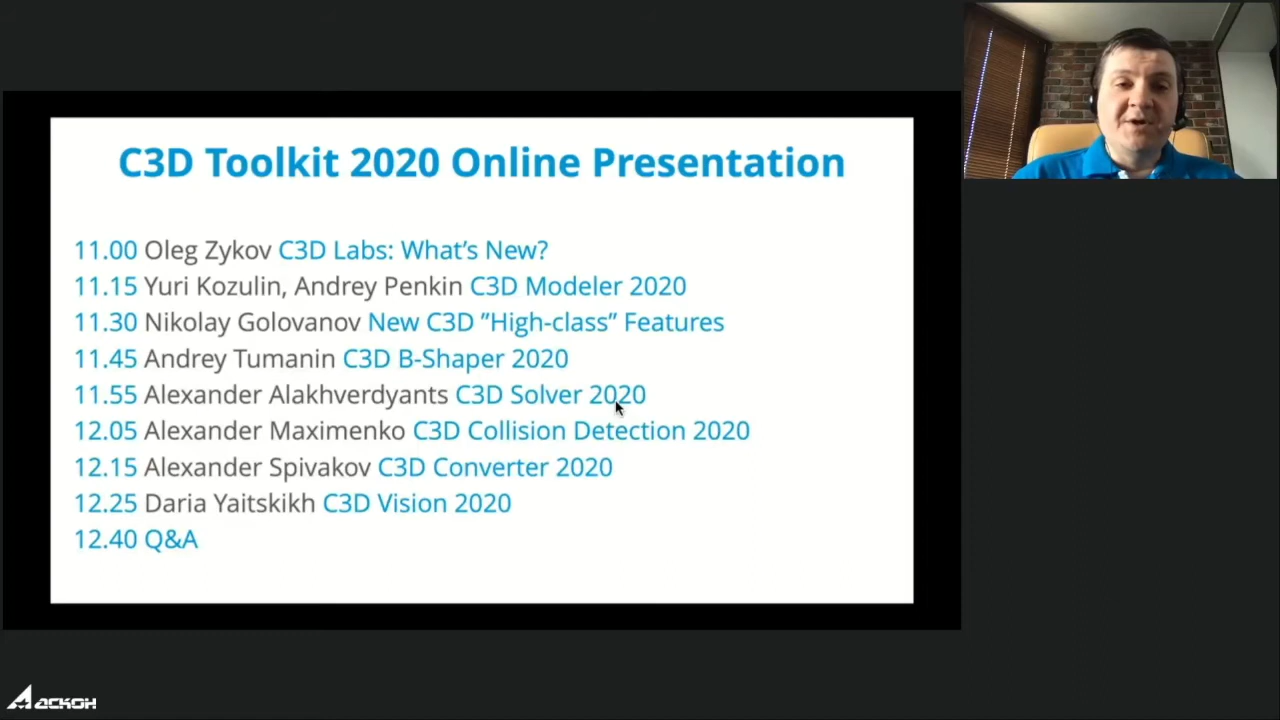 C3D Toolkit 2020 Online Presentation
11.00 Oleg Zykov C3D Labs: What’s New?
11.15 Yuri Kozulin, Andrey Penkin C3D Modeler 2020
11.30 Nikolay Golovanov New C3D ”High-class” Features
11.45 Andrey Tumanin C3D B-Shaper 2020
11.55 Alexander Alakhverdyants C3D Solver 2020
12.05 Alexander Maximenko C3D Collision Detection 2020
12.15 Alexander Spivakov C3D Converter 2020
12.25 Daria Yaitskikh C3D Vision 2020
12.40 Q&A
АСКОН